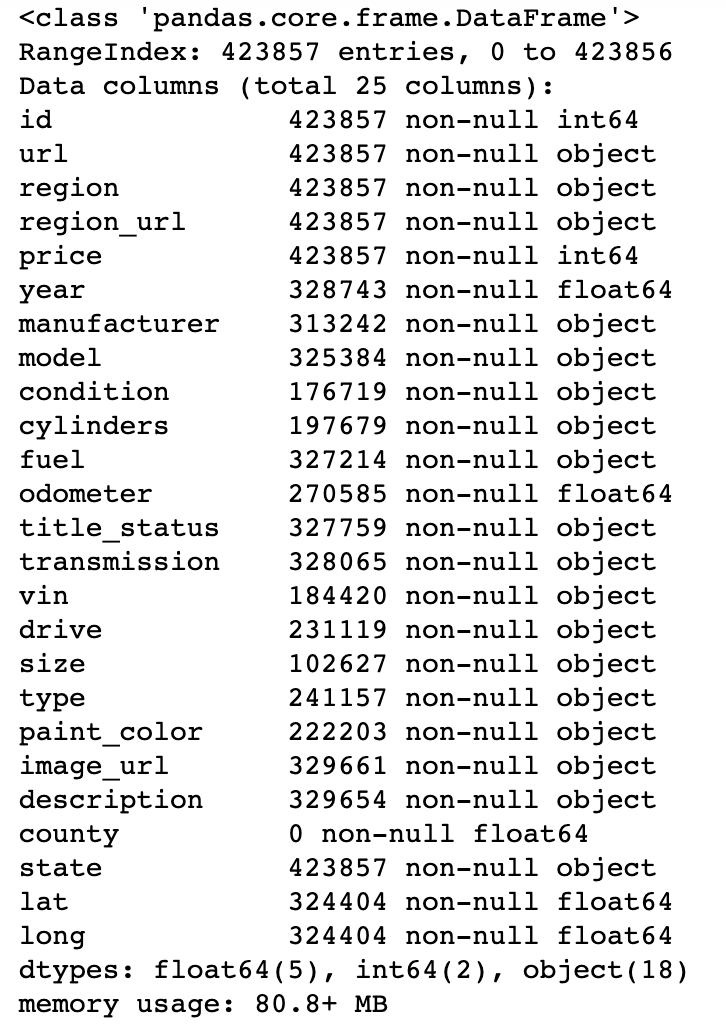 <class 'pandas.core.frame.DataFrame'>
RangeIndex: 423857 entries, 0 to 423856
Data columns (total 25 columns):
id 423857 non-null int64
url 423857 non-null object
region 423857 non-null object
region_url 423857 non-null object
price 423857 non-null int64
year 328743 non-null float64
manufacturer 313242 non-null object
model 325384 non-null object
condition 176719 non-null object
cylinders 197679 non-null object
fuel 327214 non-null object
odometer 270585 non-null float64
title_status 327759 non-null object
transmission 328065 non-null object
vin 184420 non-null object
drive 231119 non-null object
size 102627 non-null object
type 241157 non-null object
paint_color 222203 non-null object
image_url 329661 non-null object
description 329654 non-null object
county 0 non-null float64
state 423857 non-null object
lat 324404 non-null float64
long 324404 non-null float64
dtypes: float64(5), int64(2), object(18)
memory usage: 80.8+ MB